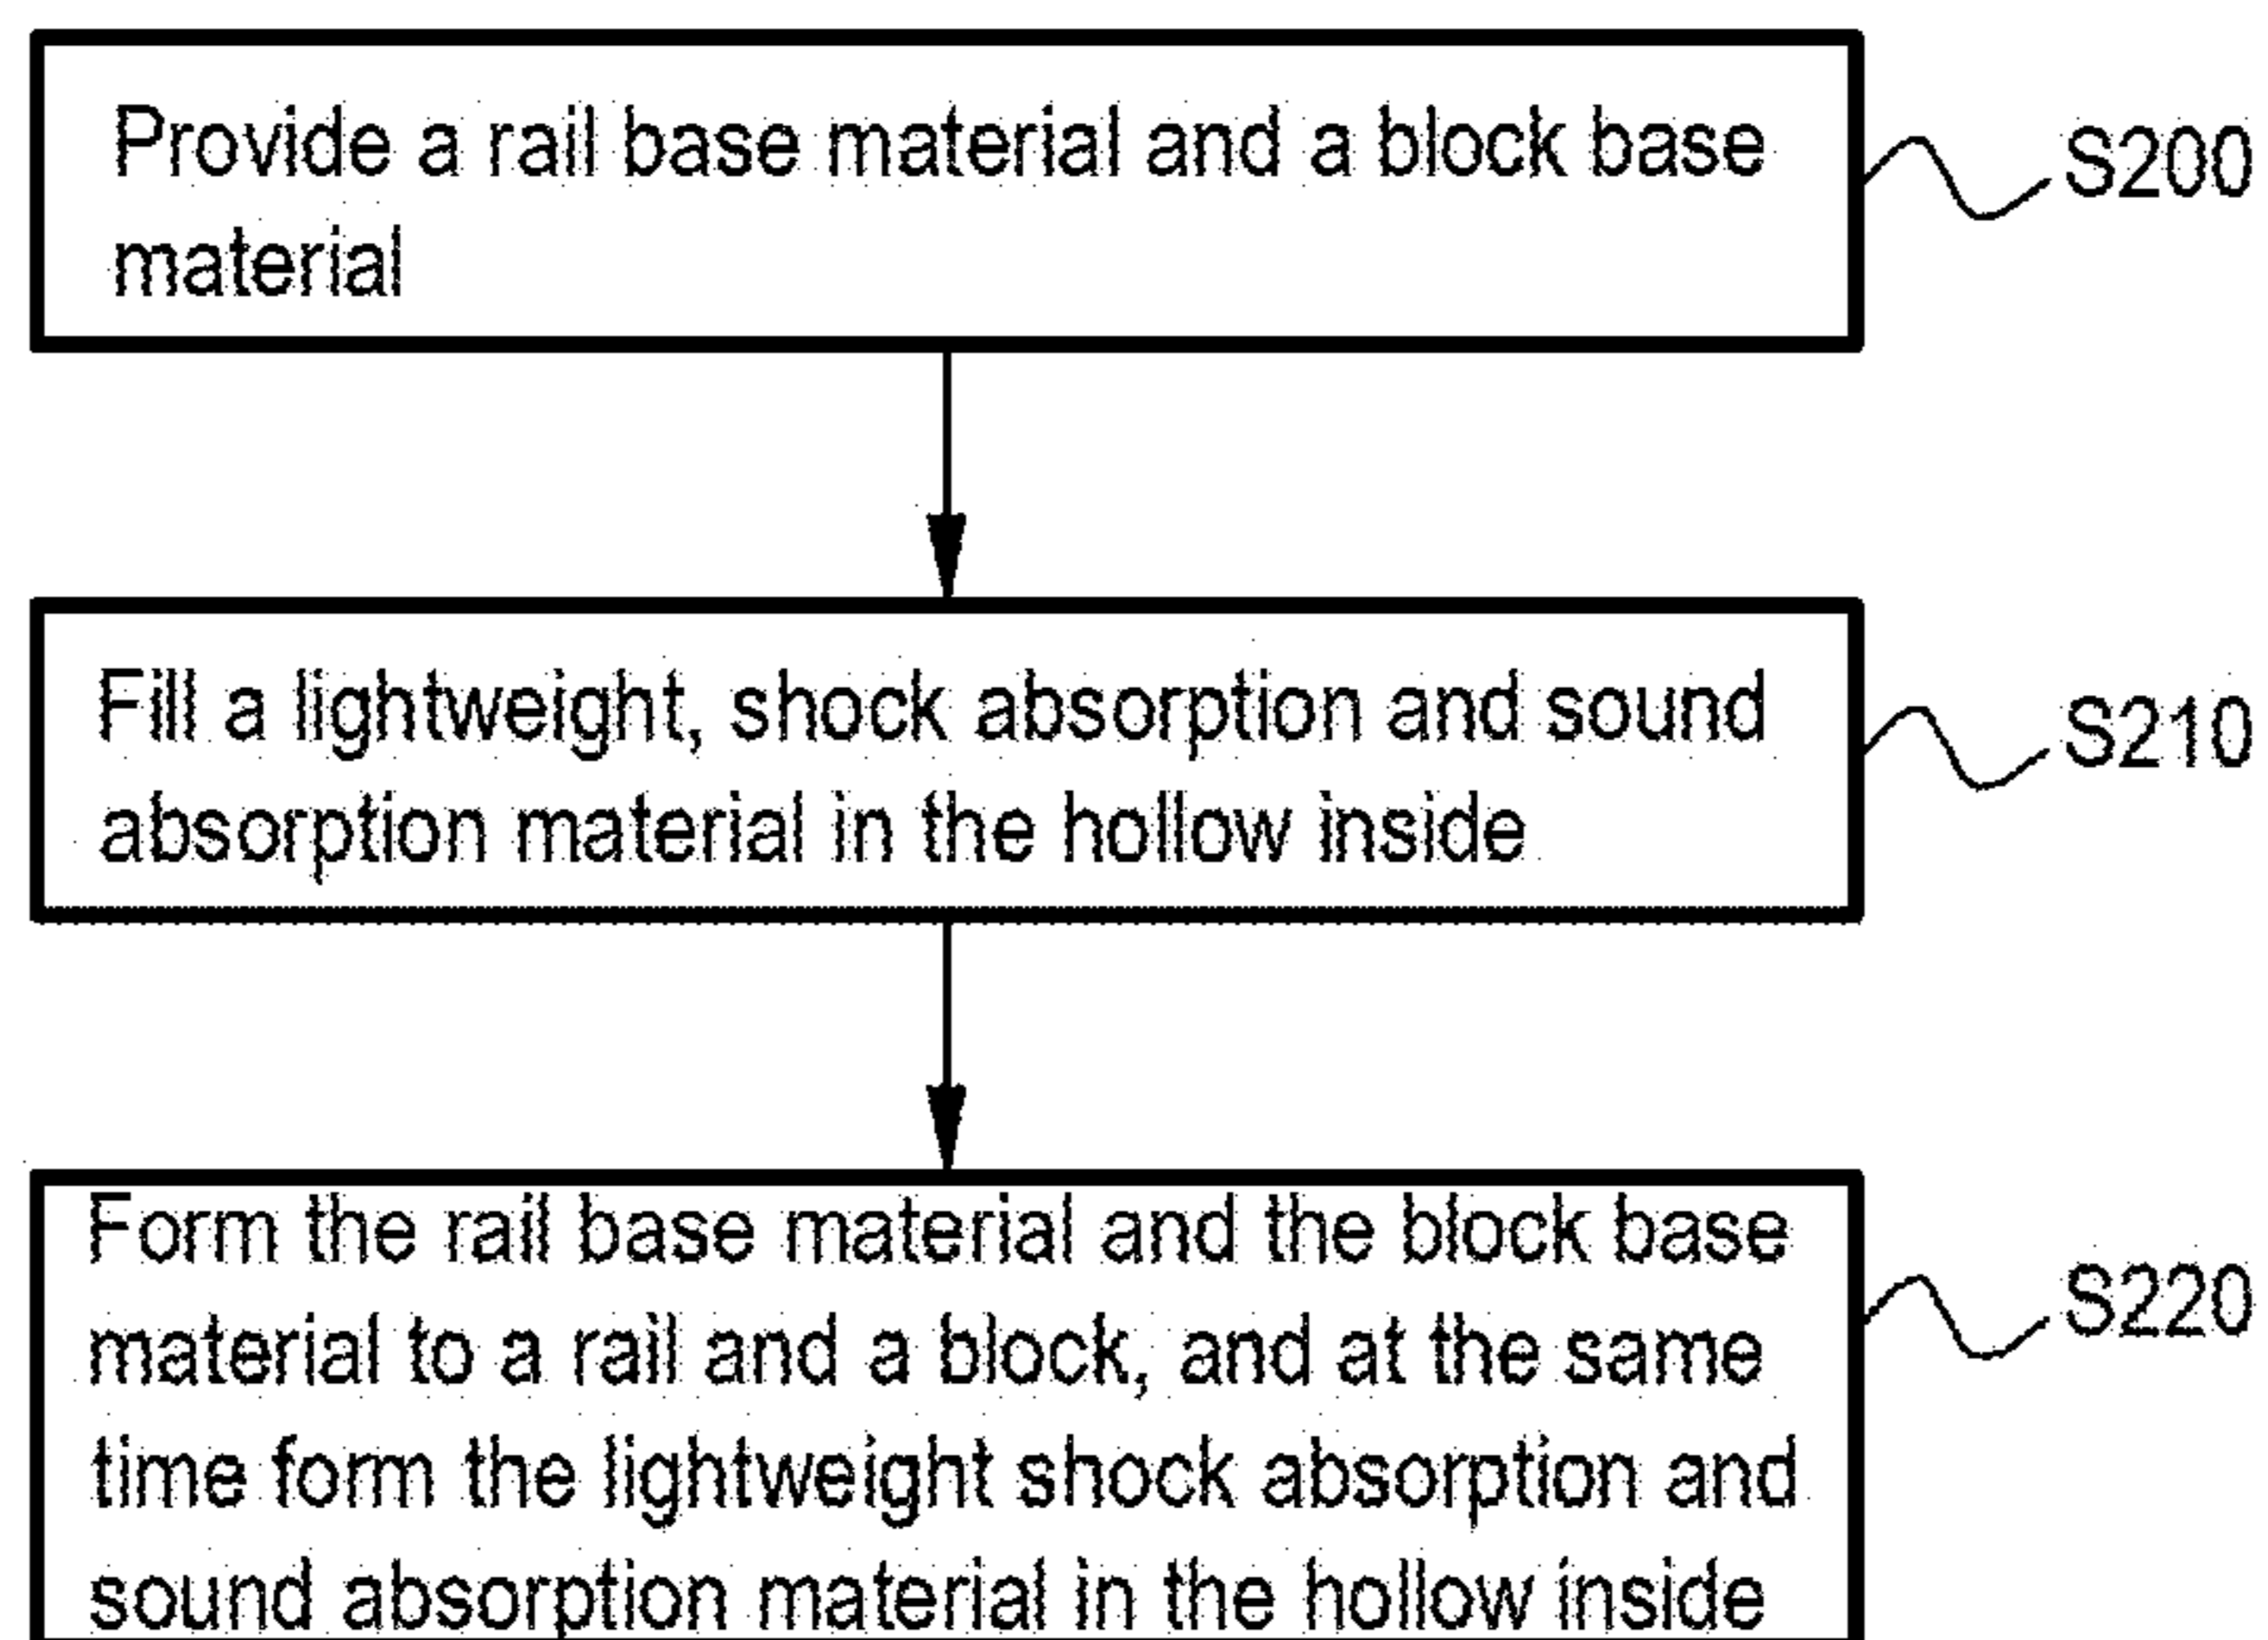 Provide a rail base material and a block base
material
S200
Fill a lightweight, shock absorption and sound
absorption material in the hollow inside
S210
Form the rail base material and the block base
material to a rail and a block, and at the same
time form the lightweight shock absorption and
sound absorption material in the hollow inside
S220